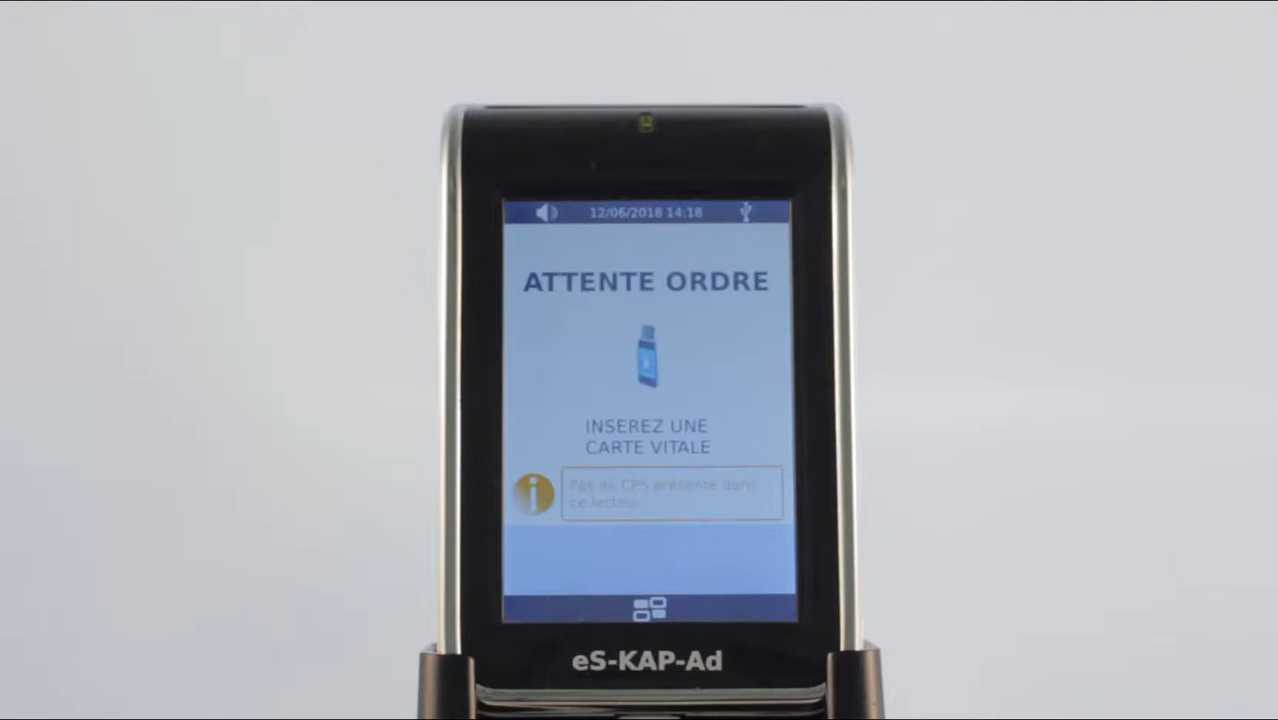 12/06/2018 14:18
ATTENTE ORDRE
INSEREZ UNE
CARTE VITALE
Pas de CPS présente dans
ce lecteur
eS-KAP-Ad